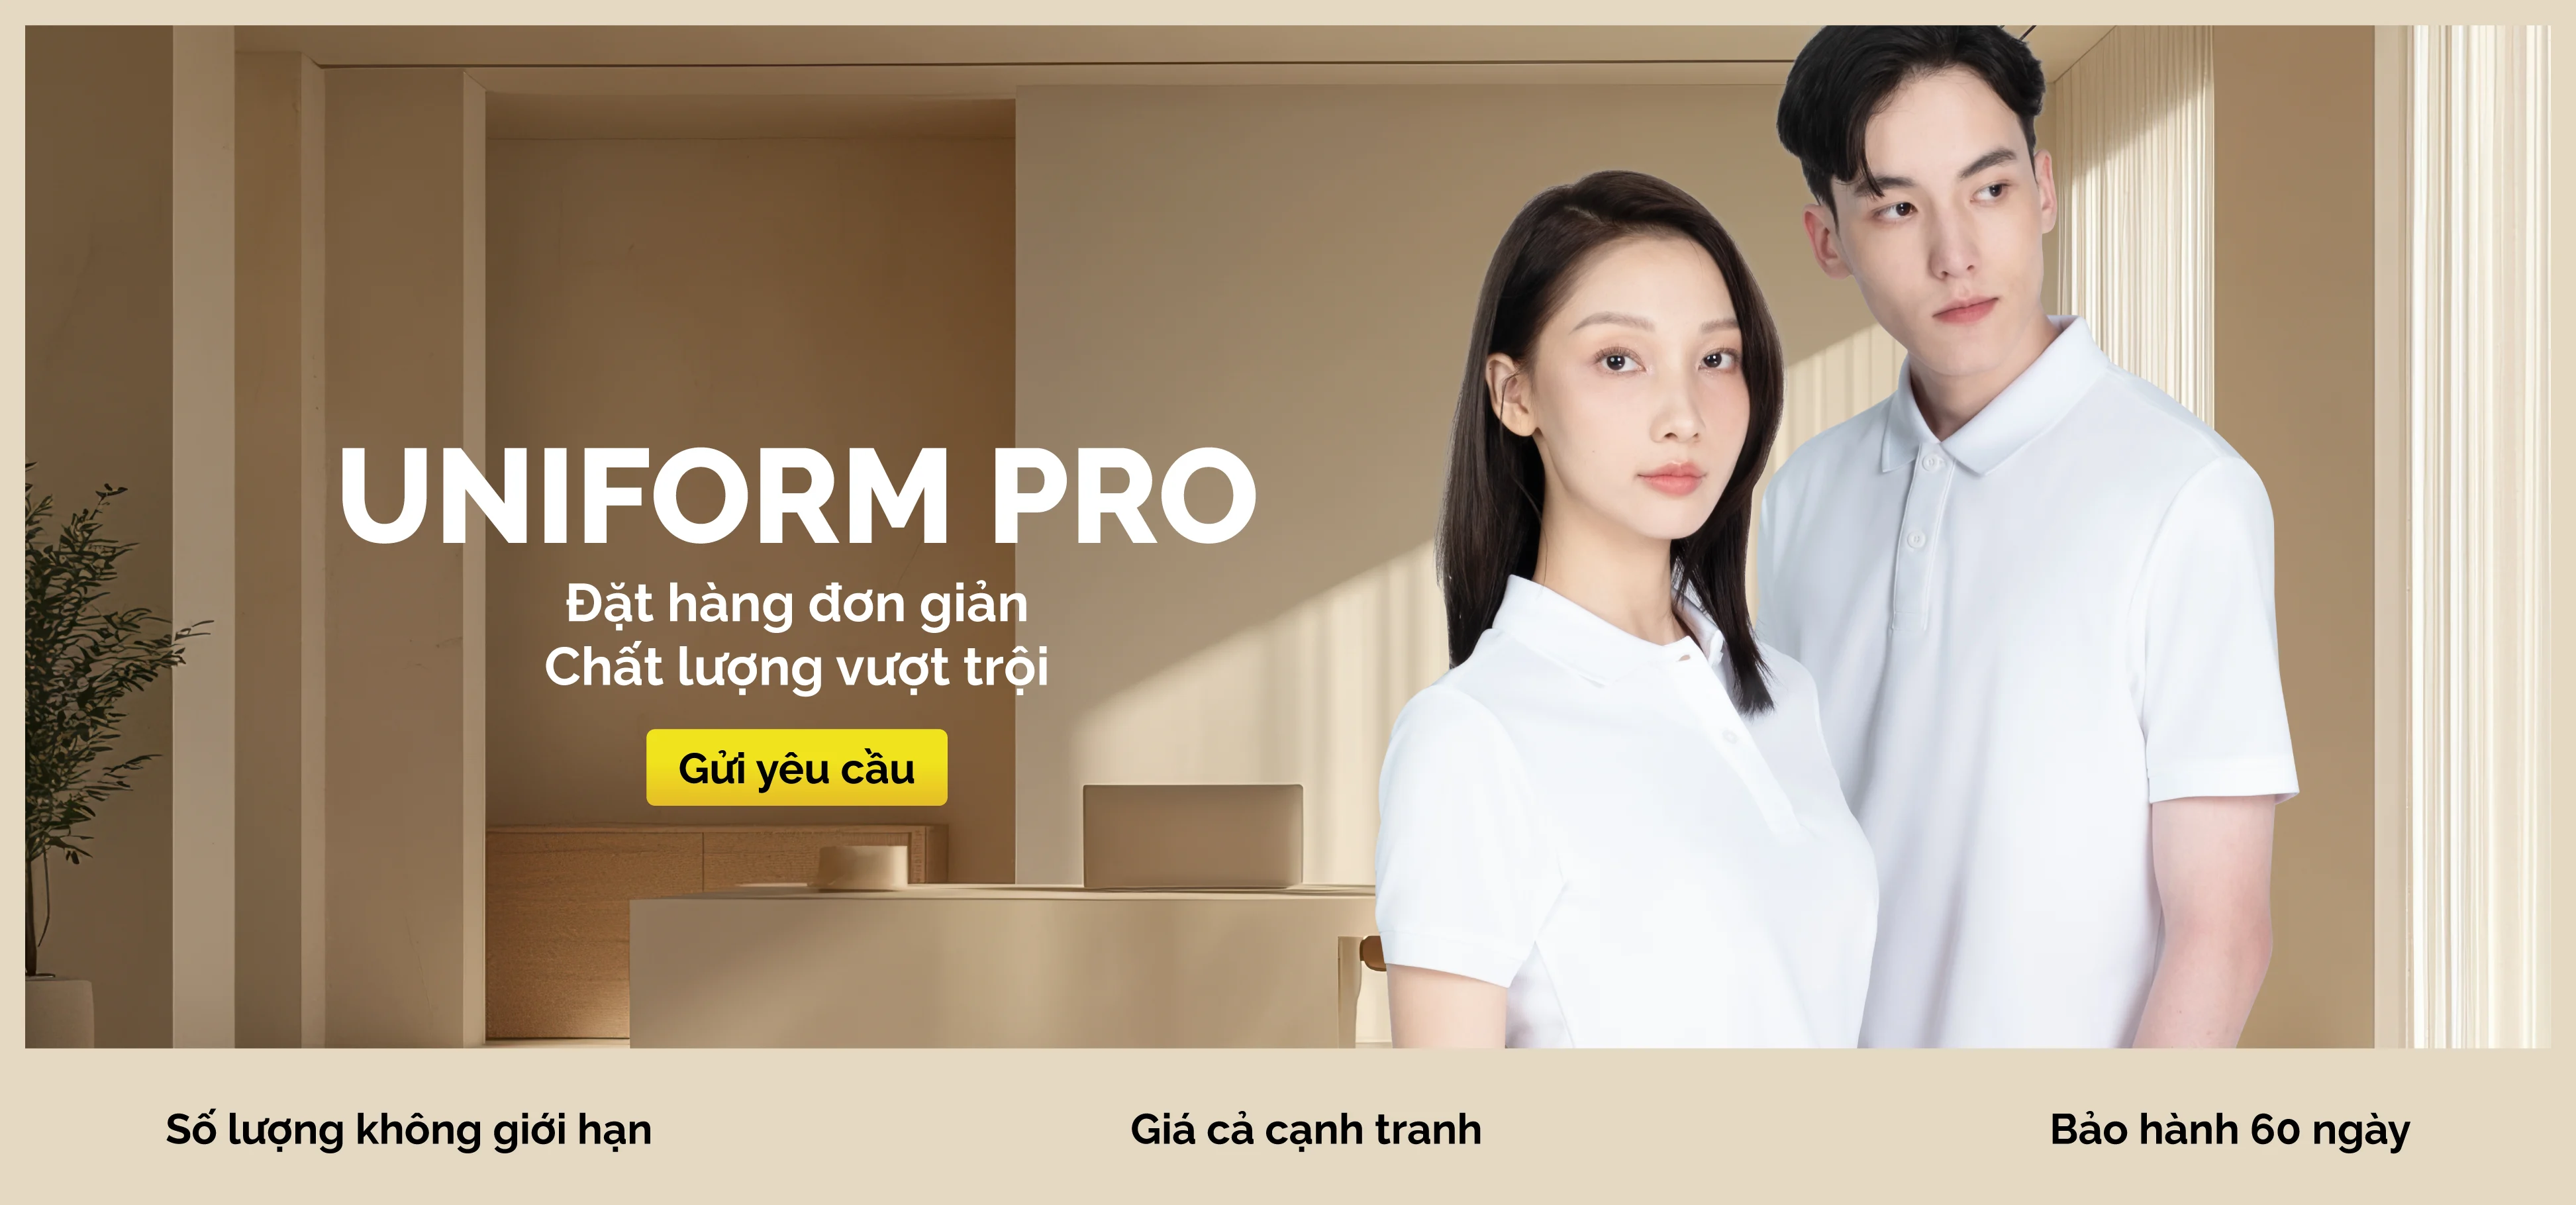 UNIFORM PRO
Đặt hàng đơn giản
Chất lượng vượt trội
Gửi yêu cầu
Số lượng không giới hạn
Giá cả cạnh tranh
Bảo hành 60 ngày